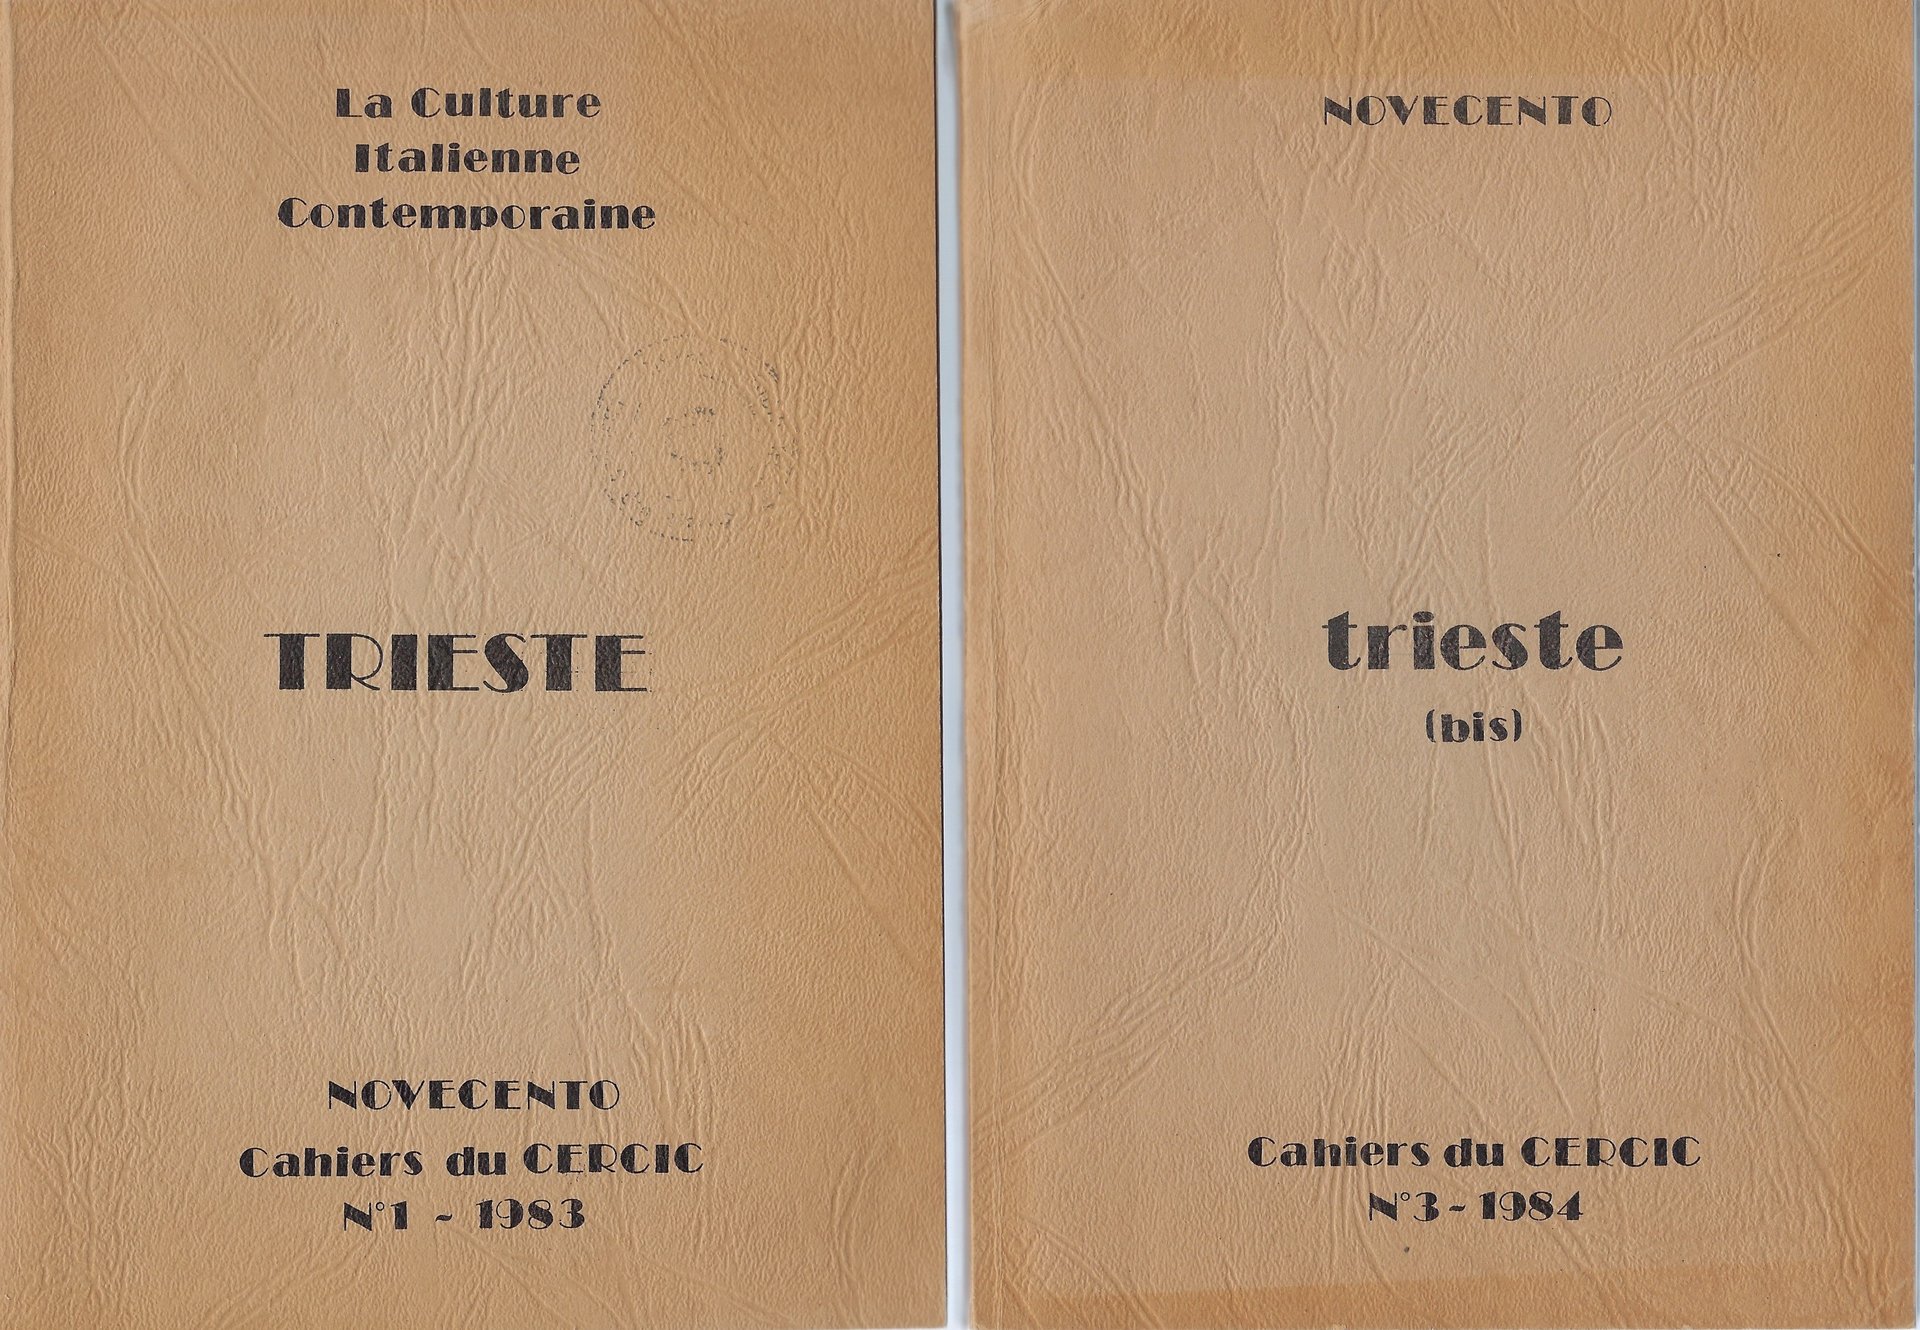 La Culture
Italienne
Contemporaine
TRIESTE
NOVECENTO
Cahiers du CERCIC
N°1 - 1983
NOVECENTO
trieste
(bis)
Cahiers du CERCIC
N°3 - 1984